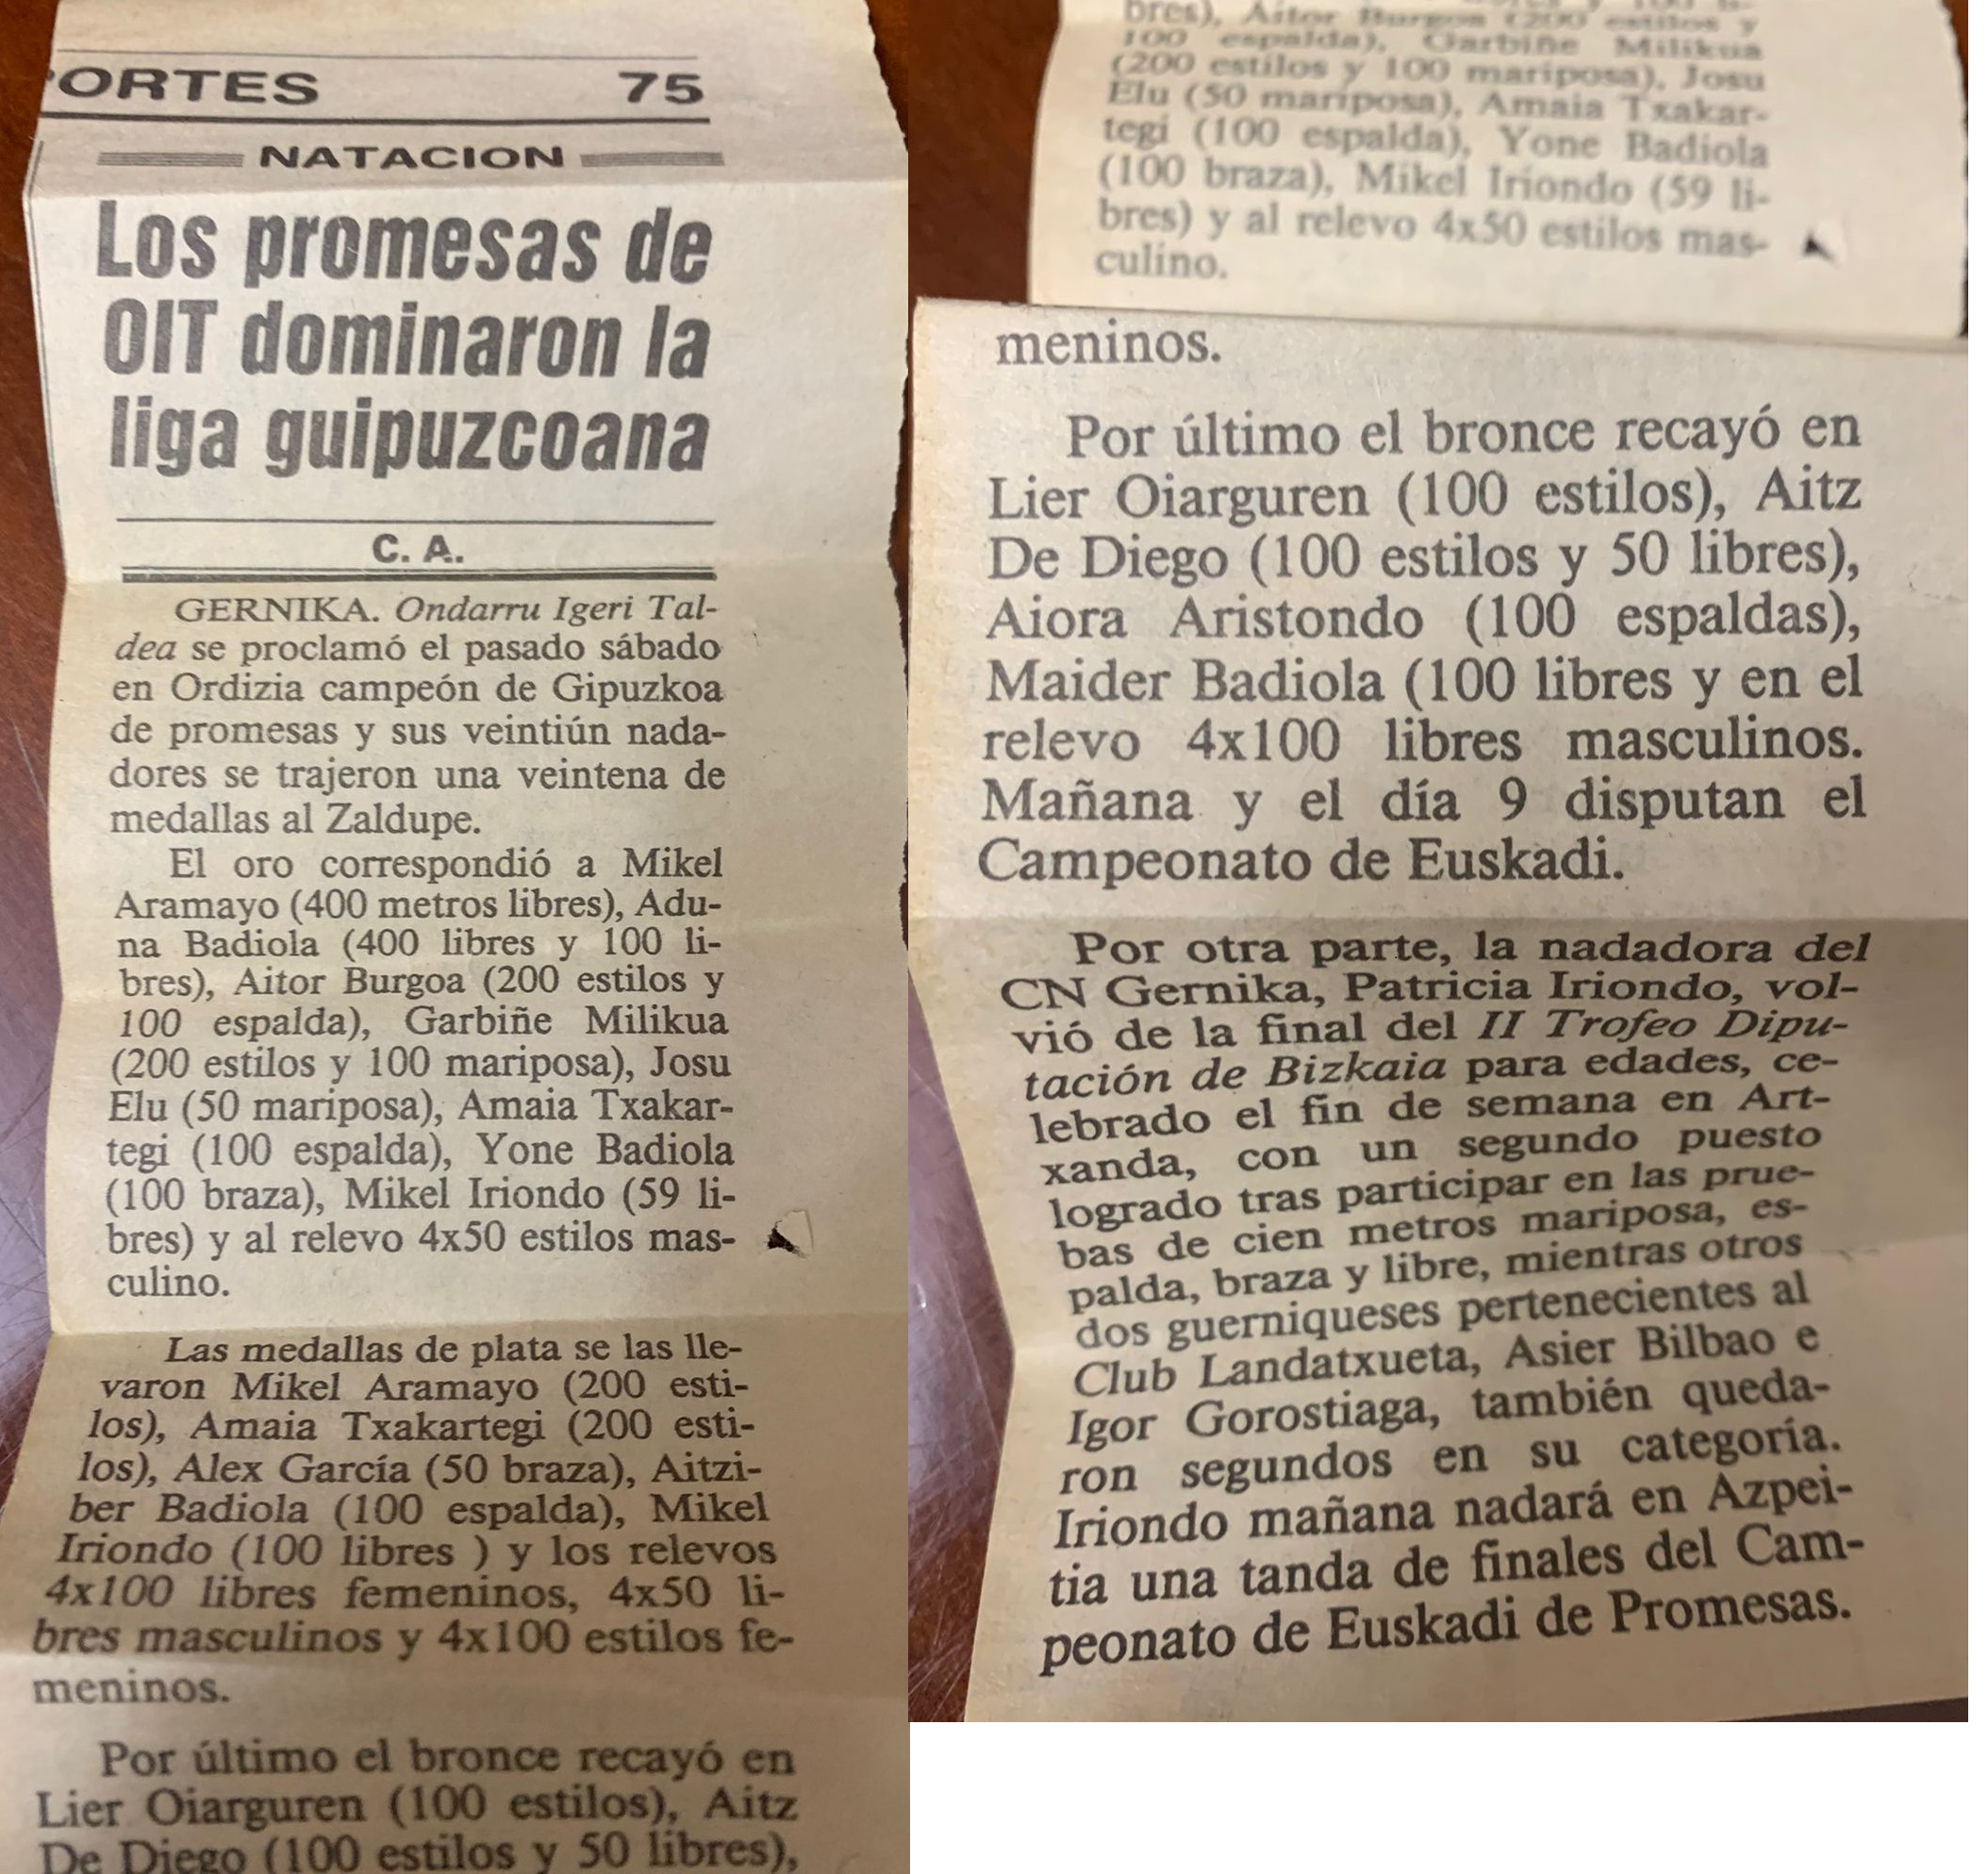 PORTES 75
NATACION
Los promesas de
OIT dominaron la
liga guipuzcoana
C. A.
GERNIKA. Ondarru Igeri Tal-
dea se proclamó el pasado sábado
en Ordizia campeón de Gipuzkoa
de promesas y sus veintiún nada-
dores se trajeron una veintena de
medallas al Zaldupe.
El oro correspondió a Mikel
Aramayo (400 metros libres), Adu-
na Badiola (400 libres y 100 li-
bres), Aitor Burgoa (200 estilos y
100 espalda), Garbiñe Milikua
(200 estilos y 100 mariposa), Josu
Elu (50 mariposa), Amaia Txakar-
tegi (100 espalda), Yone Badiola
(100 braza), Mikel Iriondo (59 li-
bres) y al relevo 4x50 estilos mas-
culino.
Las medallas de plata se las lle-
varon Mikel Aramayo (200 esti-
los), Amaia Txakartegi (200 esti-
los), Alex García (50 braza), Aitzi-
ber Badiola (100 espalda), Mikel
Iriondo (100 libres ) y los relevos
4x100 libres femeninos, 4x50 li-
bres masculinos y 4x100 estilos fe-
meninos.
Por último el bronce recayó en
Lier Oiarguren (100 estilos), Aitz
De Diego (100 estilos y 50 libres),
bres), Aitor Burgoa (200 estilos y
100 espalda), Garbiñe Milikua
(200 estilos y 100 mariposa), Josu
Elu (50 mariposa), Amaia Txakar-
tegi (100 espalda), Yone Badiola
(100 braza), Mikel Iriondo (59 li-
bres) y al relevo 4x50 estilos mas-
culino.
meninos.
Por último el bronce recayó en
Lier Oiarguren (100 estilos), Aitz
De Diego (100 estilos y 50 libres),
Aiora Aristondo (100 espaldas),
Maider Badiola (100 libres y en el
relevo 4x100 libres masculinos.
Mañana y el día 9 disputan el
Campeonato de Euskadi.
Por otra parte, la nadadora del
CN Gernika, Patricia Iriondo, vol-
vió de la final del II Trofeo Dipu-
tación de Bizkaia para edades, ce-
lebrado el fin de semana en Art-
xanda, con un segundo puesto
logrado tras participar en las prue-
bas de cien metros mariposa, es-
palda, braza y libre, mientras otros
dos guerniqueses pertenecientes al
Club Landatxueta, Asier Bilbao e
Igor Gorostiaga, también queda-
ron segundos en su categoría.
Iriondo mañana nadará en Azpei-
tia una tanda de finales del Cam-
peonato de Euskadi de Promesas.